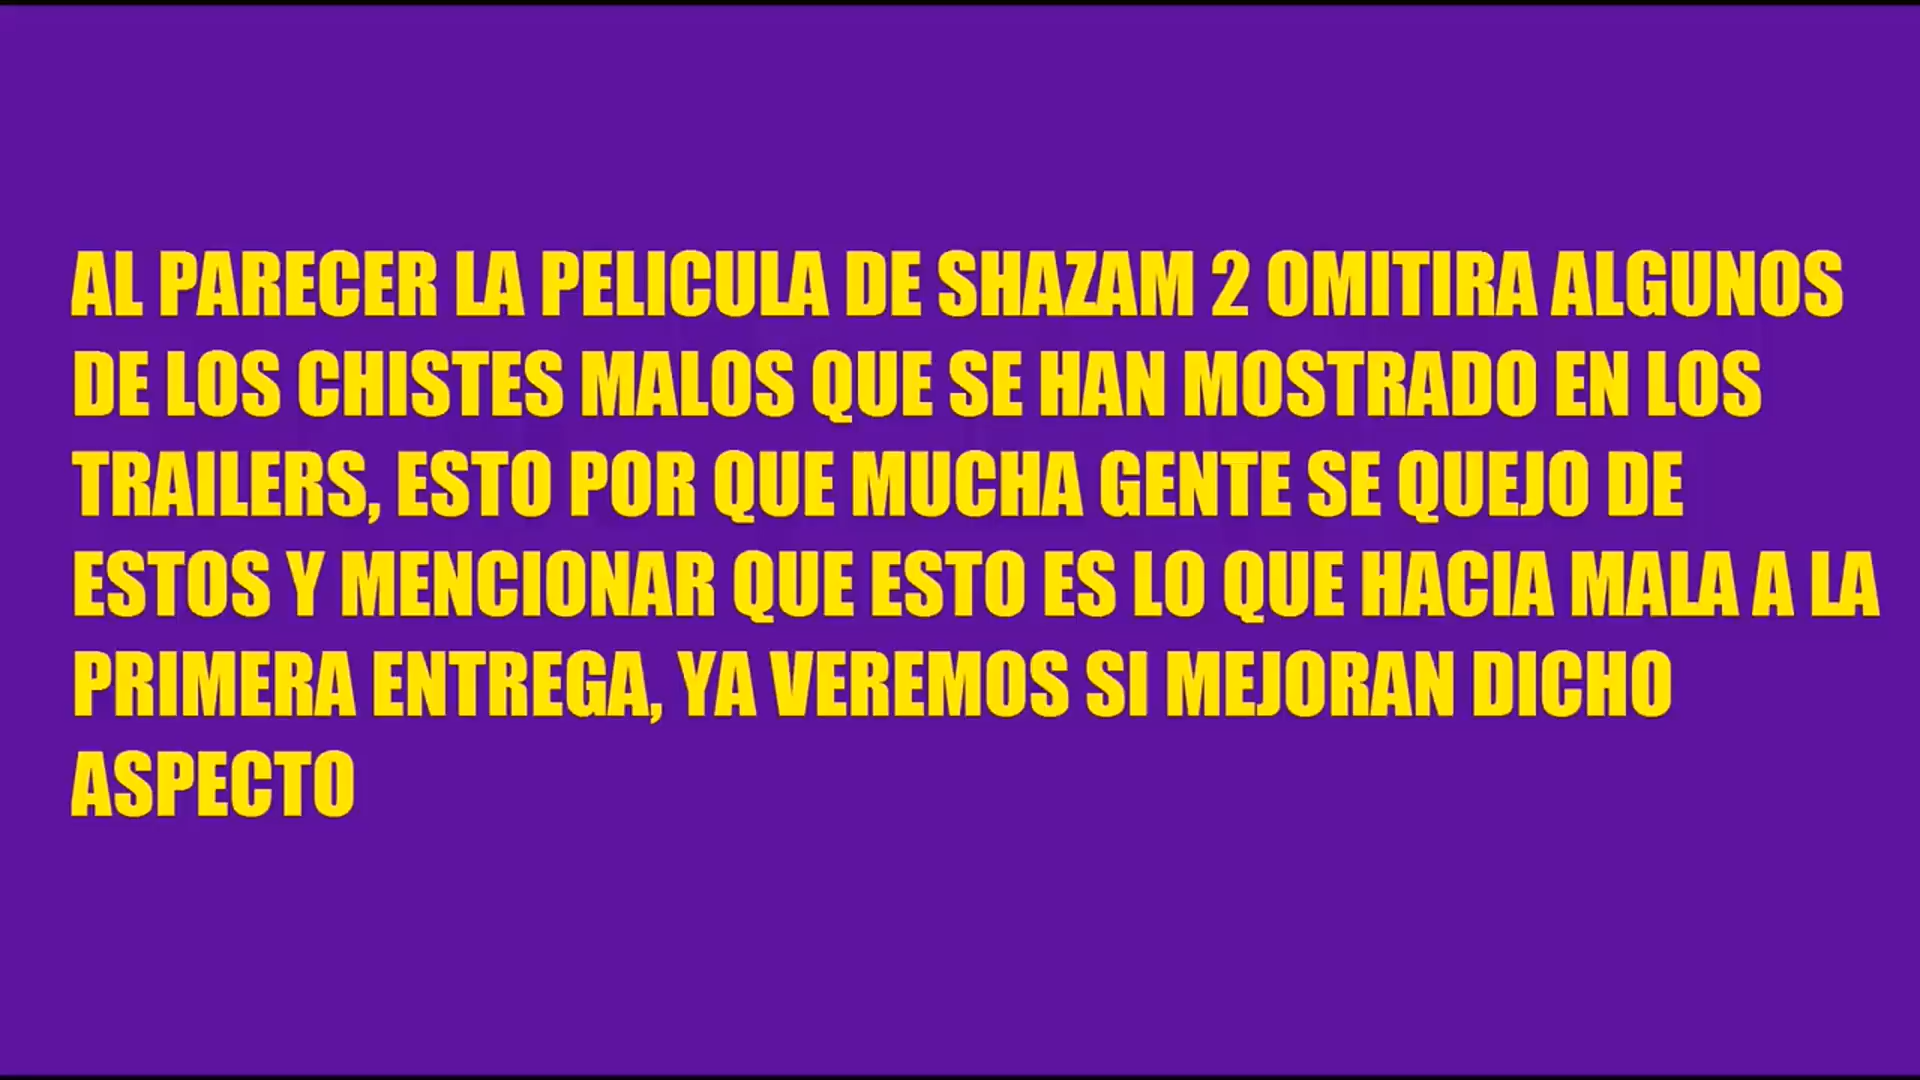 AL PARECER LA PELICULA DE SHAZAM 2 OMITIRA ALGUNOS
DE LOS CHISTES MALOS QUE SE HAN MOSTRADO EN LOS
TRAILERS, ESTO POR QUE MUCHA GENTE SE QUEJO DE
ESTOS Y MENCIONAR QUE ESTO ES LO QUE HACIA MALA A LA
PRIMERA ENTREGA, YA VEREMOS SI MEJORAN DICHO
ASPECTO